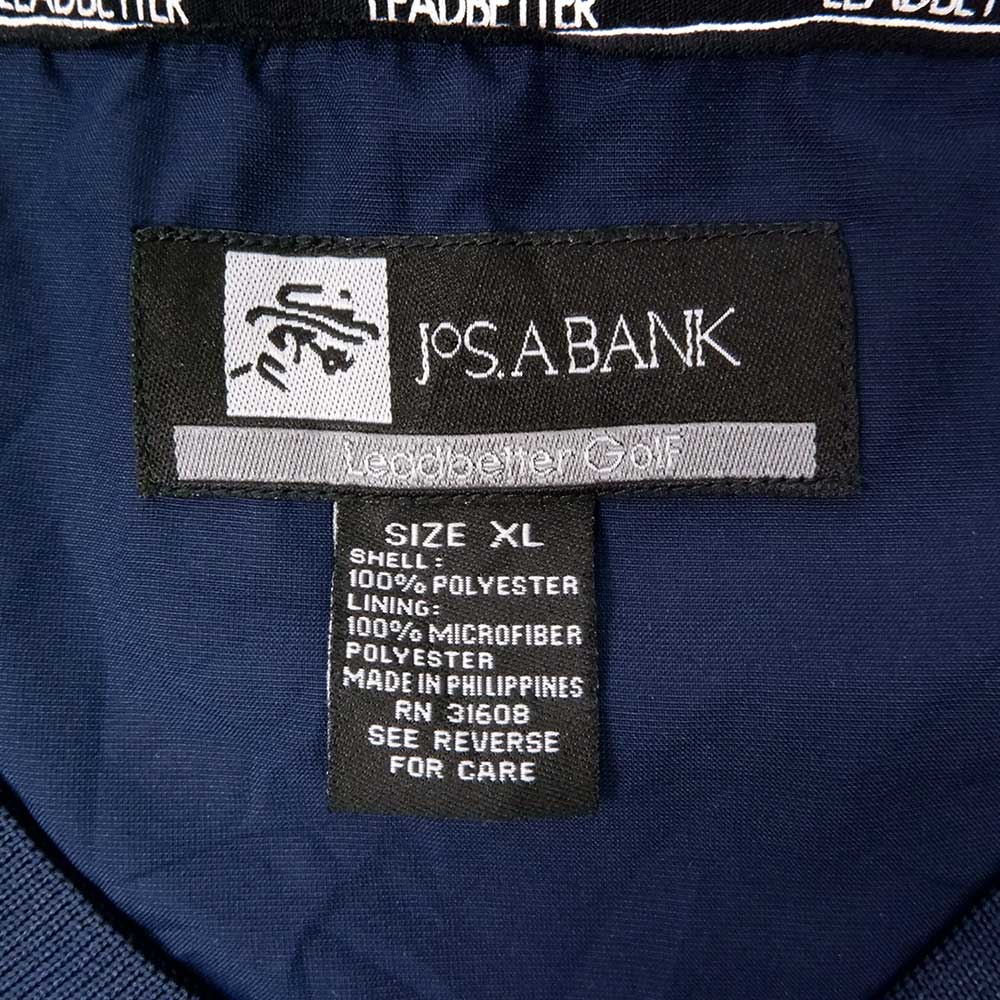 LEADBETTER LEADBETTER LEADBETTER
JOS. A BANK
Leadbetter Golf
SIZE XL
SHELL:
100% POLYESTER
LINING:
100% MICROFIBER
POLYESTER
MADE IN PHILIPPINES
RN 31608
SEE REVERSE
FOR CARE